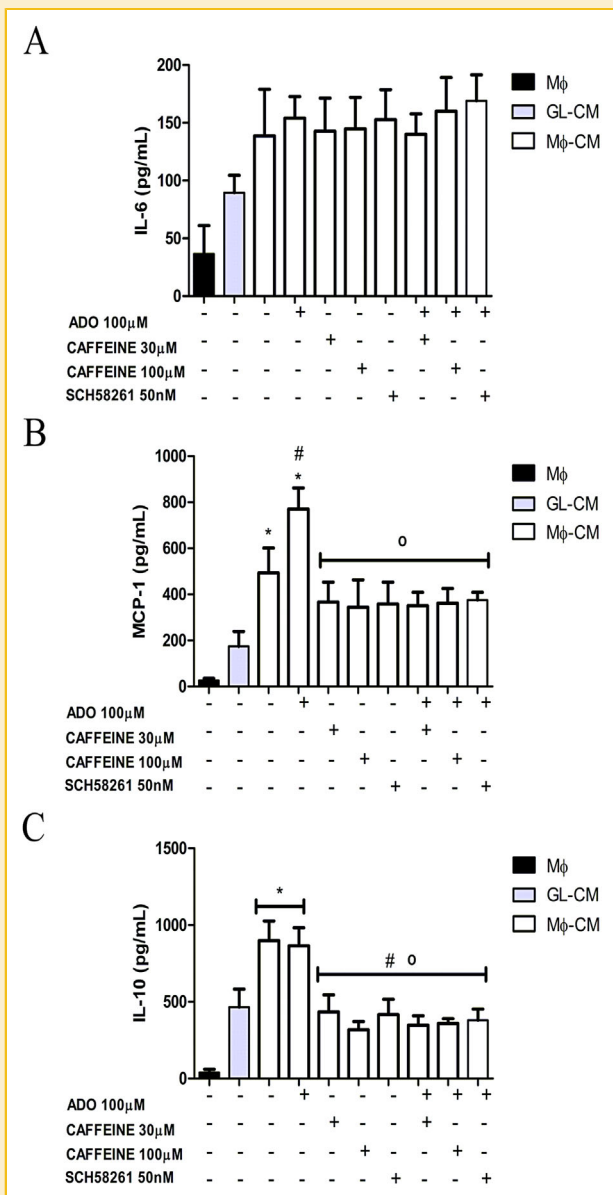 A
IL-6 (pg/mL)
200
150
100
50
0
Mϕ
GL-CM
Mϕ-CM
ADO 100μM - - - + - - - + + +
CAFFEINE 30μM - - - - + - - + - -
CAFFEINE 100μM - - - - - + - - + -
SCH58261 50nM - - - - - - + - - +
B
MCP-1 (pg/mL)
1000
800
600
400
200
0
*
#
*
o
Mϕ
GL-CM
Mϕ-CM
ADO 100μM - - - + - - - + + +
CAFFEINE 30μM - - - - + - - + - -
CAFFEINE 100μM - - - - - + - - + -
SCH58261 50nM - - - - - - + - - +
C
IL-10 (pg/mL)
1500
1000
500
0
*
# o
Mϕ
GL-CM
Mϕ-CM
ADO 100μM - - - + - - - + + +
CAFFEINE 30μM - - - - + - - + - -
CAFFEINE 100μM - - - - - + - - + -
SCH58261 50nM - - - - - - + - - +